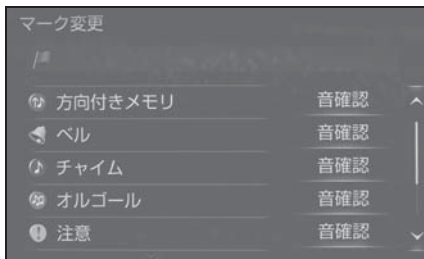 マーク変更
方向付きメモリ 音確認
ベル 音確認
チャイム 音確認
オルゴール 音確認
注意 音確認